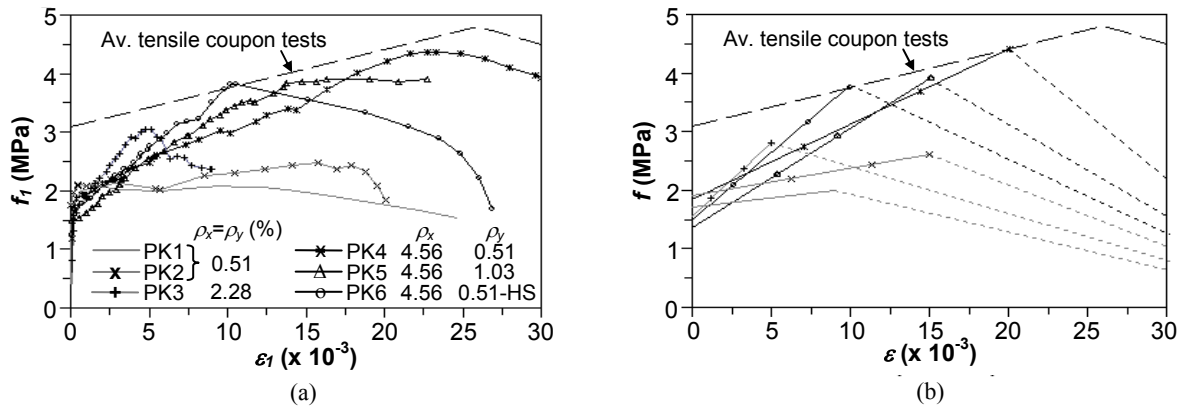 Av. tensile coupon tests
f1 (MPa)
5
4
3
2
1
0
ρx=ρy (%)
PK1
PK2
0.51
PK3 2.28
ρx ρy
PK4 4.56 0.51
PK5 4.56 1.03
PK6 4.56 0.51-HS
0 5 10 15 20 25 30
ε1 (x 10-3)
(a)
Av. tensile coupon tests
f (MPa)
5
4
3
2
1
0
0 5 10 15 20 25 30
ε (x 10-3)
(b)